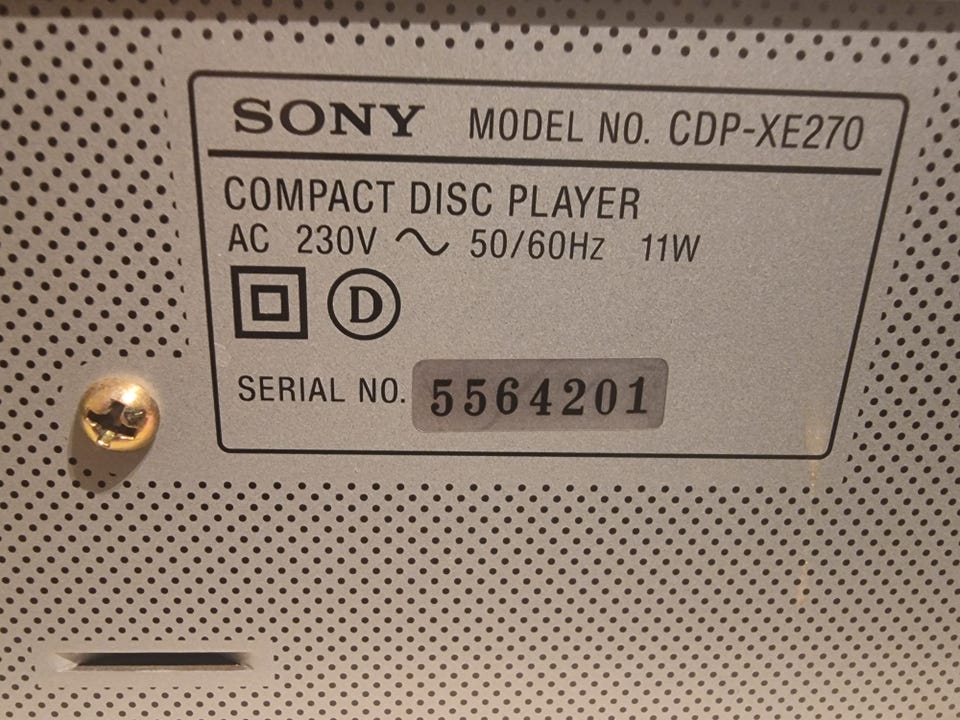 SONY MODEL NO. CDP-XE270
COMPACT DISC PLAYER
AC 230V ~ 50/60Hz 11W
D
SERIAL NO. 5564201